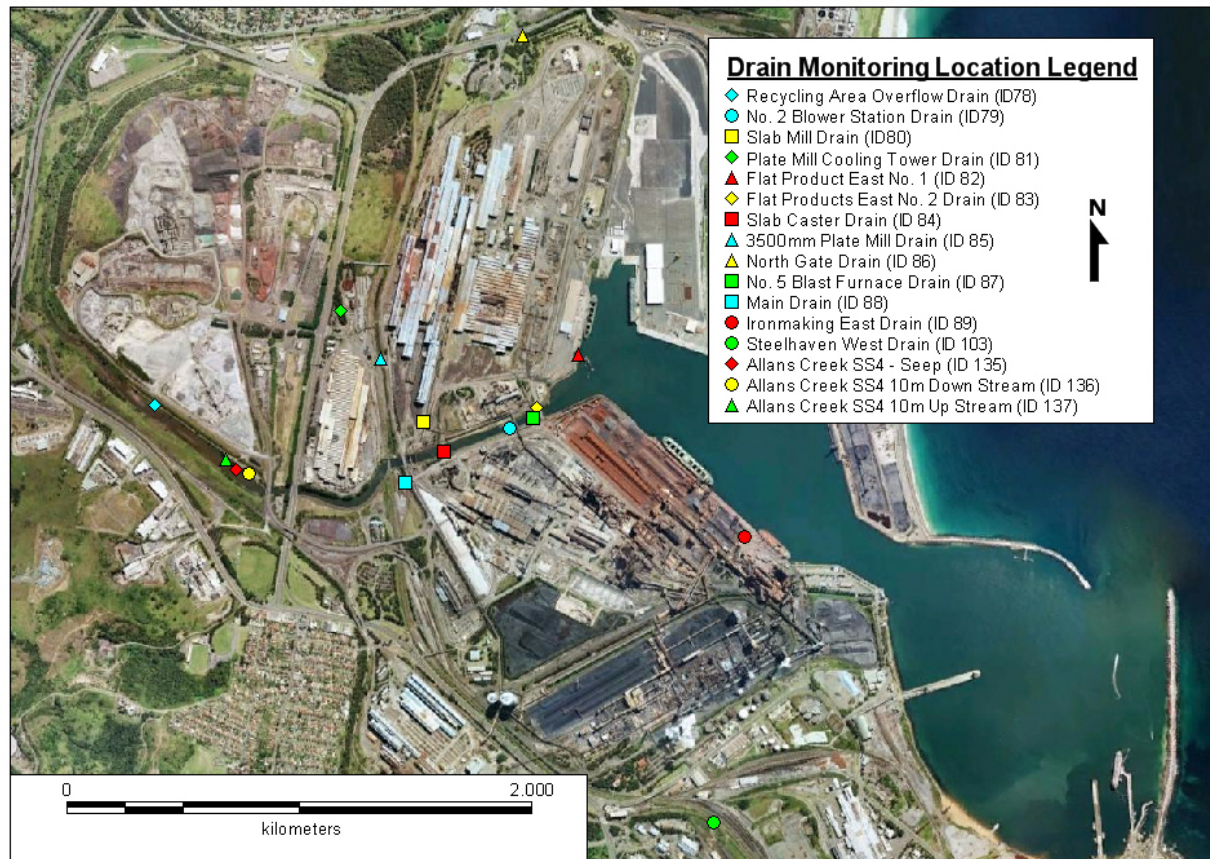 Drain Monitoring Location Legend
Recycling Area Overflow Drain (ID78)
No. 2 Blower Station Drain (ID79)
Slab Mill Drain (ID80)
Plate Mill Cooling Tower Drain (ID 81)
Flat Product East No. 1 (ID 82)
Flat Products East No. 2 Drain (ID 83)
Slab Caster Drain (ID 84)
3500mm Plate Mill Drain (ID 85)
North Gate Drain (ID 86)
No. 5 Blast Furnace Drain (ID 87)
Main Drain (ID 88)
Ironmaking East Drain (ID 89)
Steelhaven West Drain (ID 103)
Allans Creek SS4 - Seep (ID 135)
Allans Creek SS4 10m Down Stream (ID 136)
Allans Creek SS4 10m Up Stream (ID 137)
N
0 2.000
kilometers